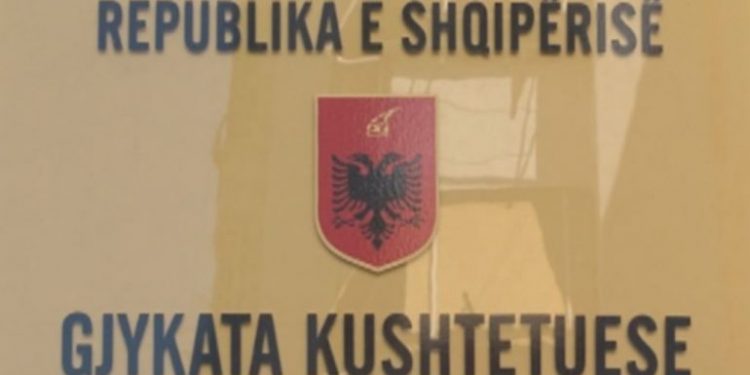 REPUBLIKA E SHQIPËRISË
GJYKATA KUSHTETUESE